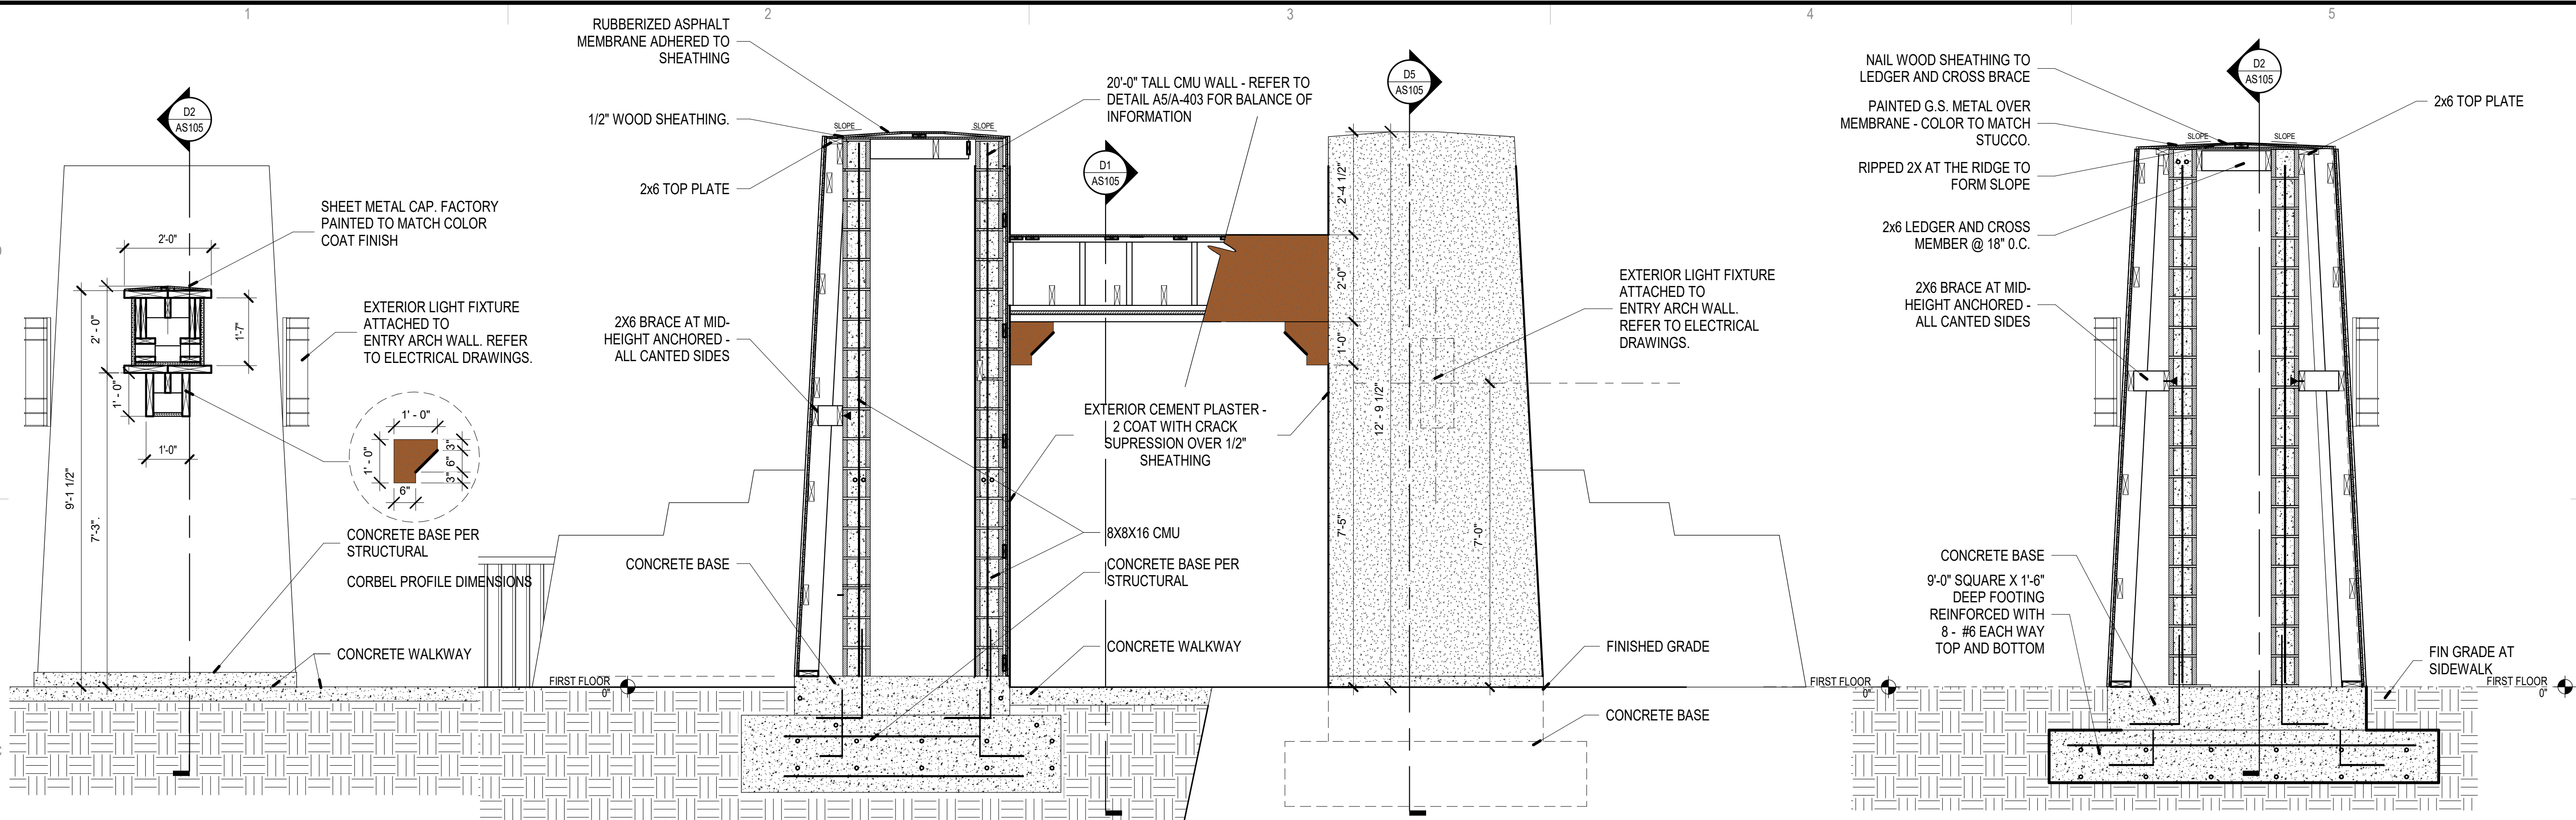 1
2
3
4
5
D2
AS105
SHEET METAL CAP. FACTORY
PAINTED TO MATCH COLOR
COAT FINISH
2'-0"
2' - 0"
1'-7"
1' - 0"
1'-0"
9'-1 1/2"
7'-3".
EXTERIOR LIGHT FIXTURE
ATTACHED TO
ENTRY ARCH WALL. REFER
TO ELECTRICAL DRAWINGS.
1' - 0"
1' - 0"
3"
6"
3"
6"
CONCRETE BASE PER
STRUCTURAL
CORBEL PROFILE DIMENSIONS
CONCRETE WALKWAY
RUBBERIZED ASPHALT
MEMBRANE ADHERED TO
SHEATHING
1/2" WOOD SHEATHING.
2x6 TOP PLATE
2X6 BRACE AT MID-
HEIGHT ANCHORED -
ALL CANTED SIDES
CONCRETE BASE
FIRST FLOOR
0"
SLOPE
SLOPE
20'-0" TALL CMU WALL - REFER TO
DETAIL A5/A-403 FOR BALANCE OF
INFORMATION
D1
AS105
EXTERIOR CEMENT PLASTER -
2 COAT WITH CRACK
SUPRESSION OVER 1/2"
SHEATHING
8X8X16 CMU
CONCRETE BASE PER
STRUCTURAL
CONCRETE WALKWAY
D5
AS105
2'-4 1/2"
2'-0"
1'-0"
12' - 9 1/2"
7'-5"
7'-0"
EXTERIOR LIGHT FIXTURE
ATTACHED TO
ENTRY ARCH WALL.
REFER TO ELECTRICAL
DRAWINGS.
FINISHED GRADE
CONCRETE BASE
FIRST FLOOR
0"
NAIL WOOD SHEATHING TO
LEDGER AND CROSS BRACE
PAINTED G.S. METAL OVER
MEMBRANE - COLOR TO MATCH
STUCCO.
RIPPED 2X AT THE RIDGE TO
FORM SLOPE
2x6 LEDGER AND CROSS
MEMBER @ 18" 0.C.
2X6 BRACE AT MID-
HEIGHT ANCHORED -
ALL CANTED SIDES
CONCRETE BASE
9'-0" SQUARE X 1'-6"
DEEP FOOTING
REINFORCED WITH
8 - #6 EACH WAY
TOP AND BOTTOM
D2
AS105
SLOPE
SLOPE
2x6 TOP PLATE
FIN GRADE AT
SIDEWALK
FIRST FLOOR
0"